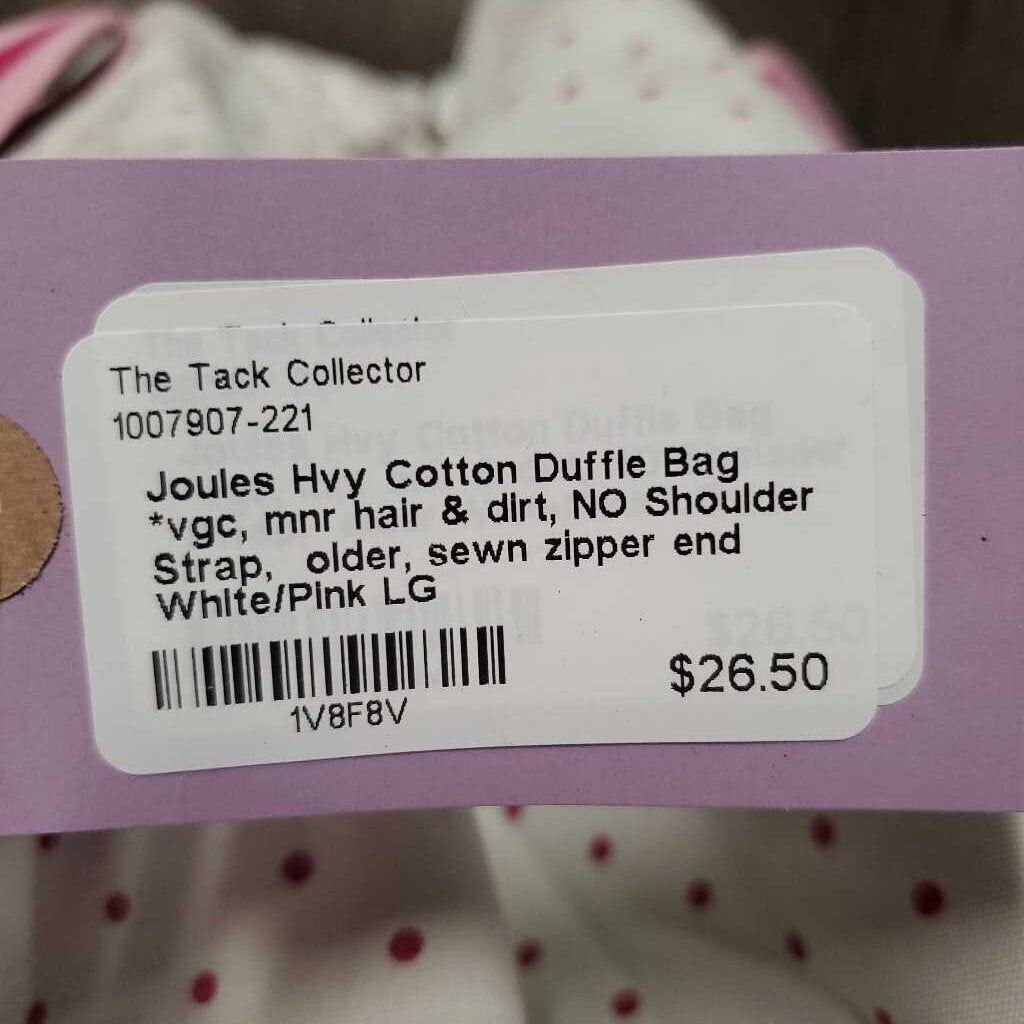 The Tack Collector
1007907-221
Joules Hvy Cotton Duffle Bag
*vgc, mnr hair & dirt, NO Shoulder
Strap, older, sewn zipper end
White/Pink LG
1V8F8V
$26.50